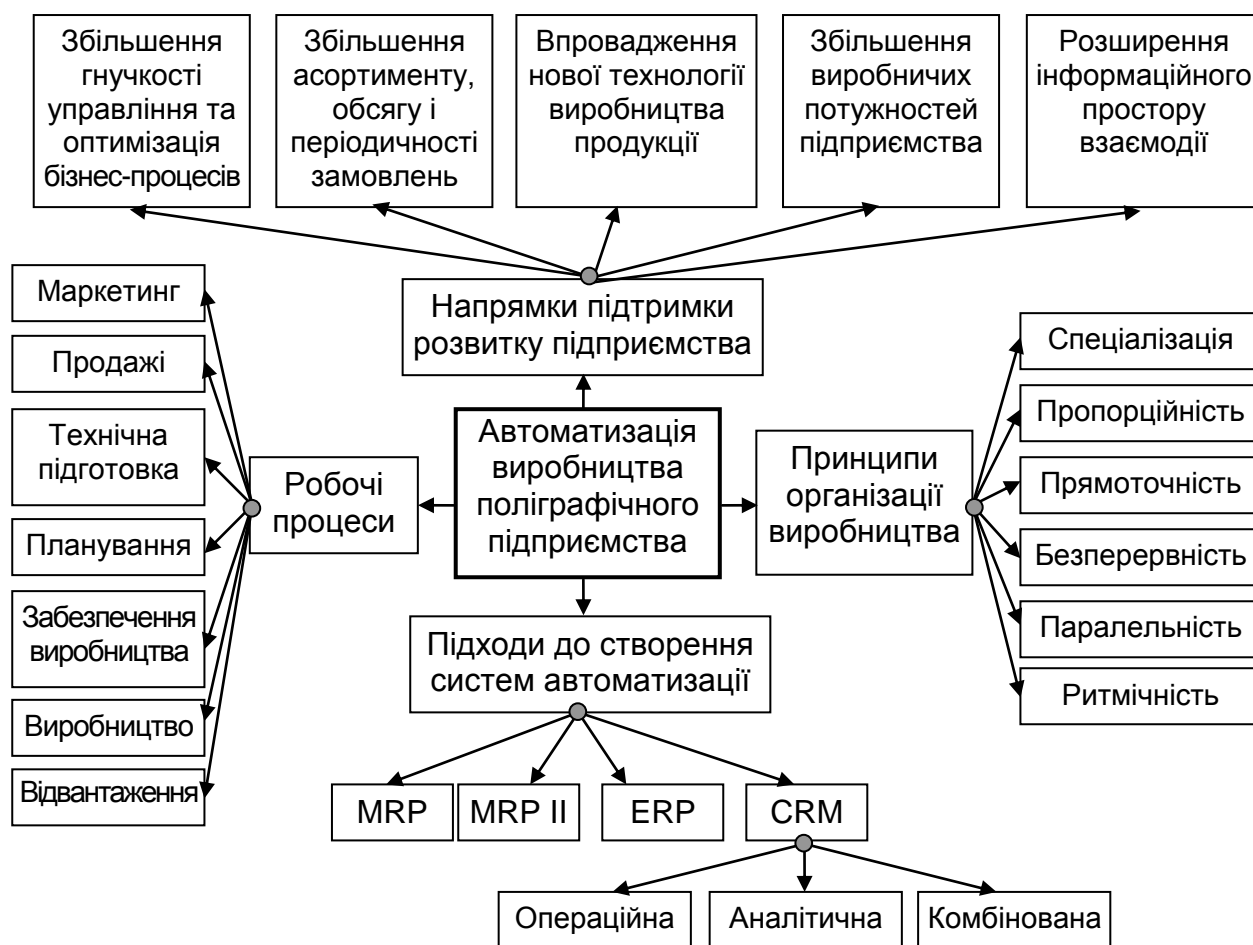 Збільшення
гнучкості
управління та
оптимізація
бізнес-процесів
Збільшення
асортименту,
обсягу і
періодичності
замовлень
Впровадження
нової технології
виробництва
продукції
Збільшення
виробничих
потужностей
підприємства
Розширення
інформаційного
простору
взаємодії
Напрямки підтримки
розвитку підприємства
Маркетинг
Продажі
Технічна
підготовка
Планування
Забезпечення
виробництва
Виробництво
Відвантаження
Робочі
процеси
Автоматизація
виробництва
поліграфічного
підприємства
Принципи
організації
виробництва
Спеціалізація
Пропорційність
Прямоточність
Безперервність
Паралельність
Ритмічність
Підходи до створення
систем автоматизації
MRP
MRP II
ERP
CRM
Операційна
Аналітична
Комбінована